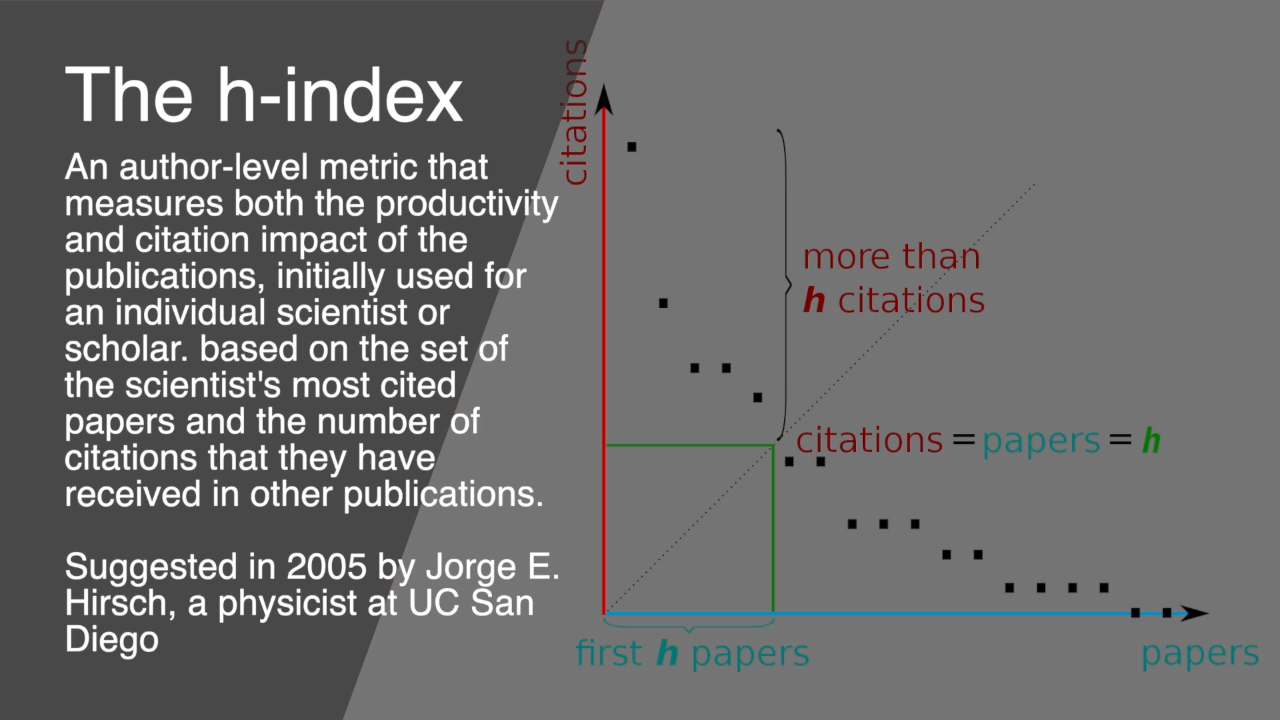 The h-index
An author-level metric that
measures both the productivity
and citation impact of the
publications, initially used for
an individual scientist or
scholar. based on the set of
the scientist's most cited
papers and the number of
citations that they have
received in other publications.
Suggested in 2005 by Jorge E.
Hirsch, a physicist at UC San
Diego
citations
more than
h citations
citations = papers = h
first h papers
papers